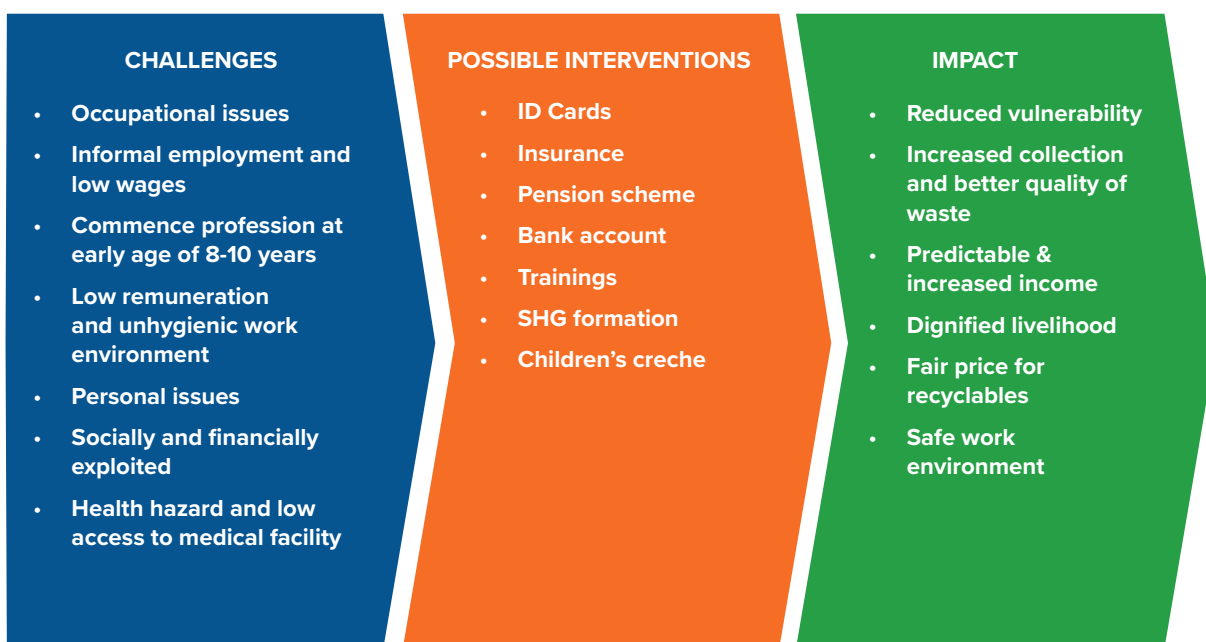 CHALLENGES
• Occupational issues
• Informal employment and
low wages
• Commence profession at
early age of 8-10 years
• Low remuneration
and unhygienic work
environment
• Personal issues
• Socially and financially
exploited
• Health hazard and low
access to medical facility
POSSIBLE INTERVENTIONS
• ID Cards
• Insurance
• Pension scheme
• Bank account
• Trainings
• SHG formation
• Children’s creche
IMPACT
• Reduced vulnerability
• Increased collection
and better quality of
waste
• Predictable &
increased income
• Dignified livelihood
• Fair price for
recyclables
• Safe work
environment